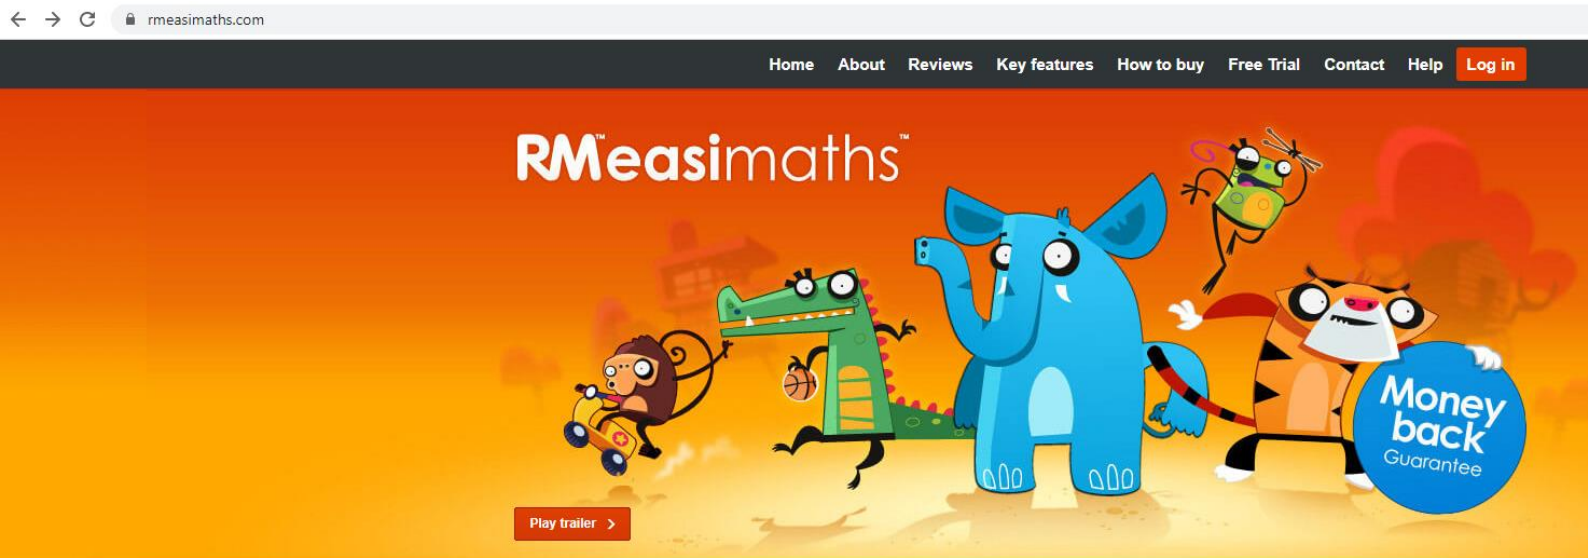 rmeasimaths.com
Home About Reviews Key features How to buy Free Trial Contact Help Log in
RM™easimaths™
Money
back
Guarantee
Play trailer >